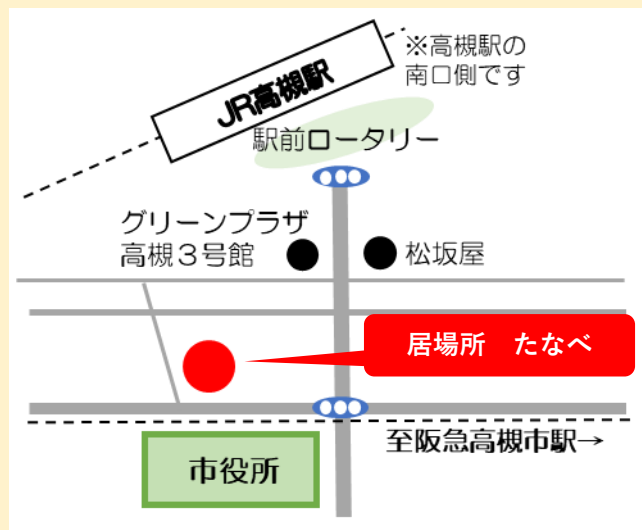 ※高槻駅の
南口側です
JR高槻駅
駅前ロータリー
グリーンプラザ
高槻３号館
松坂屋
居場所　たなべ
至阪急高槻市駅→
市役所